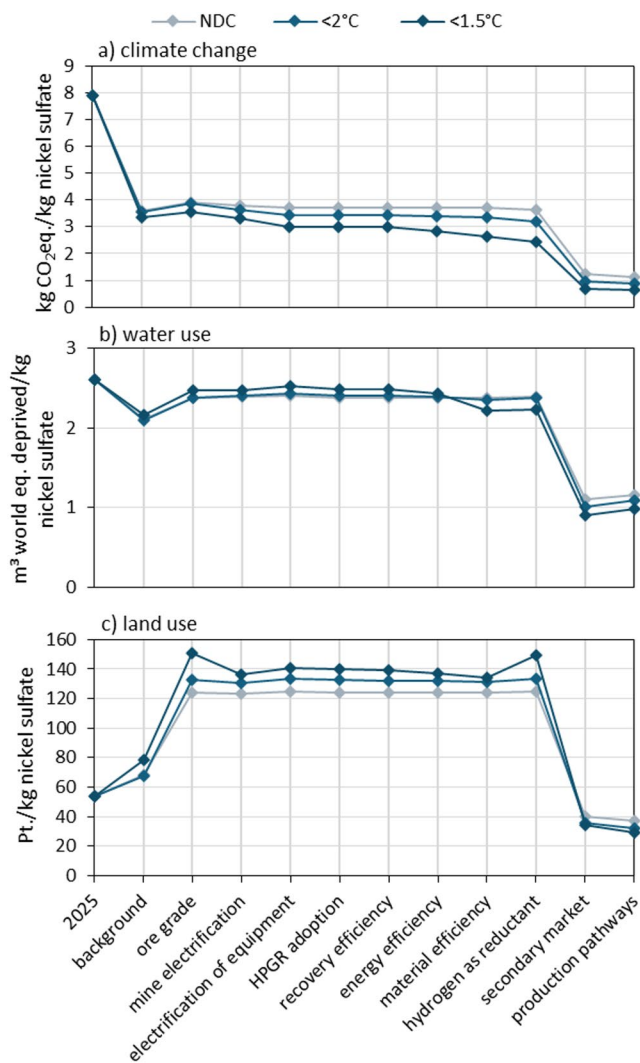 NDC <2°C <1.5°C
a) climate change
kg CO₂eq./kg nickel sulfate
9
8
7
6
5
4
3
2
1
0
b) water use
m³ world eq. deprived/kg
nickel sulfate
3
2
1
0
c) land use
Pt./kg nickel sulfate
160
140
120
100
80
60
40
20
0
2025
background
ore grade
mine electrification
electrification of equipment
HPGR adoption
recovery efficiency
energy efficiency
material efficiency
hydrogen as reductant
secondary market
production pathways